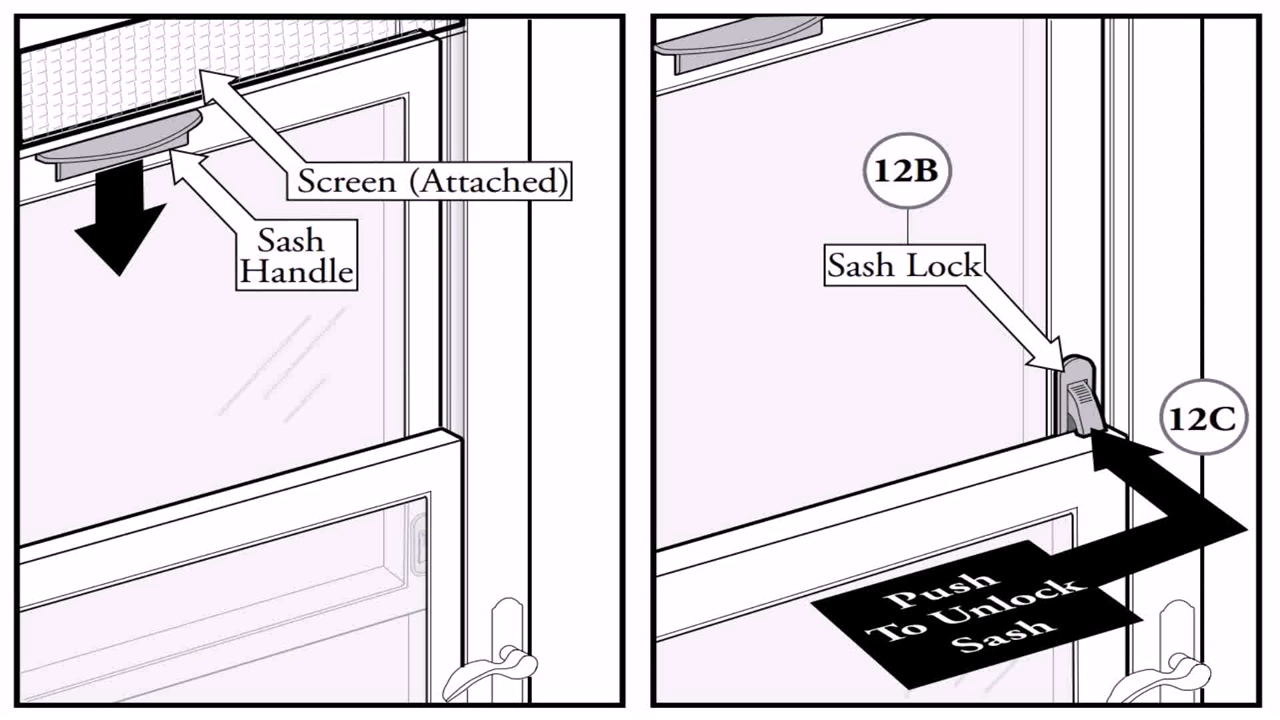 Screen (Attached)
Sash
Handle
12B
Sash Lock
12C
Push
To Unlock
Sash